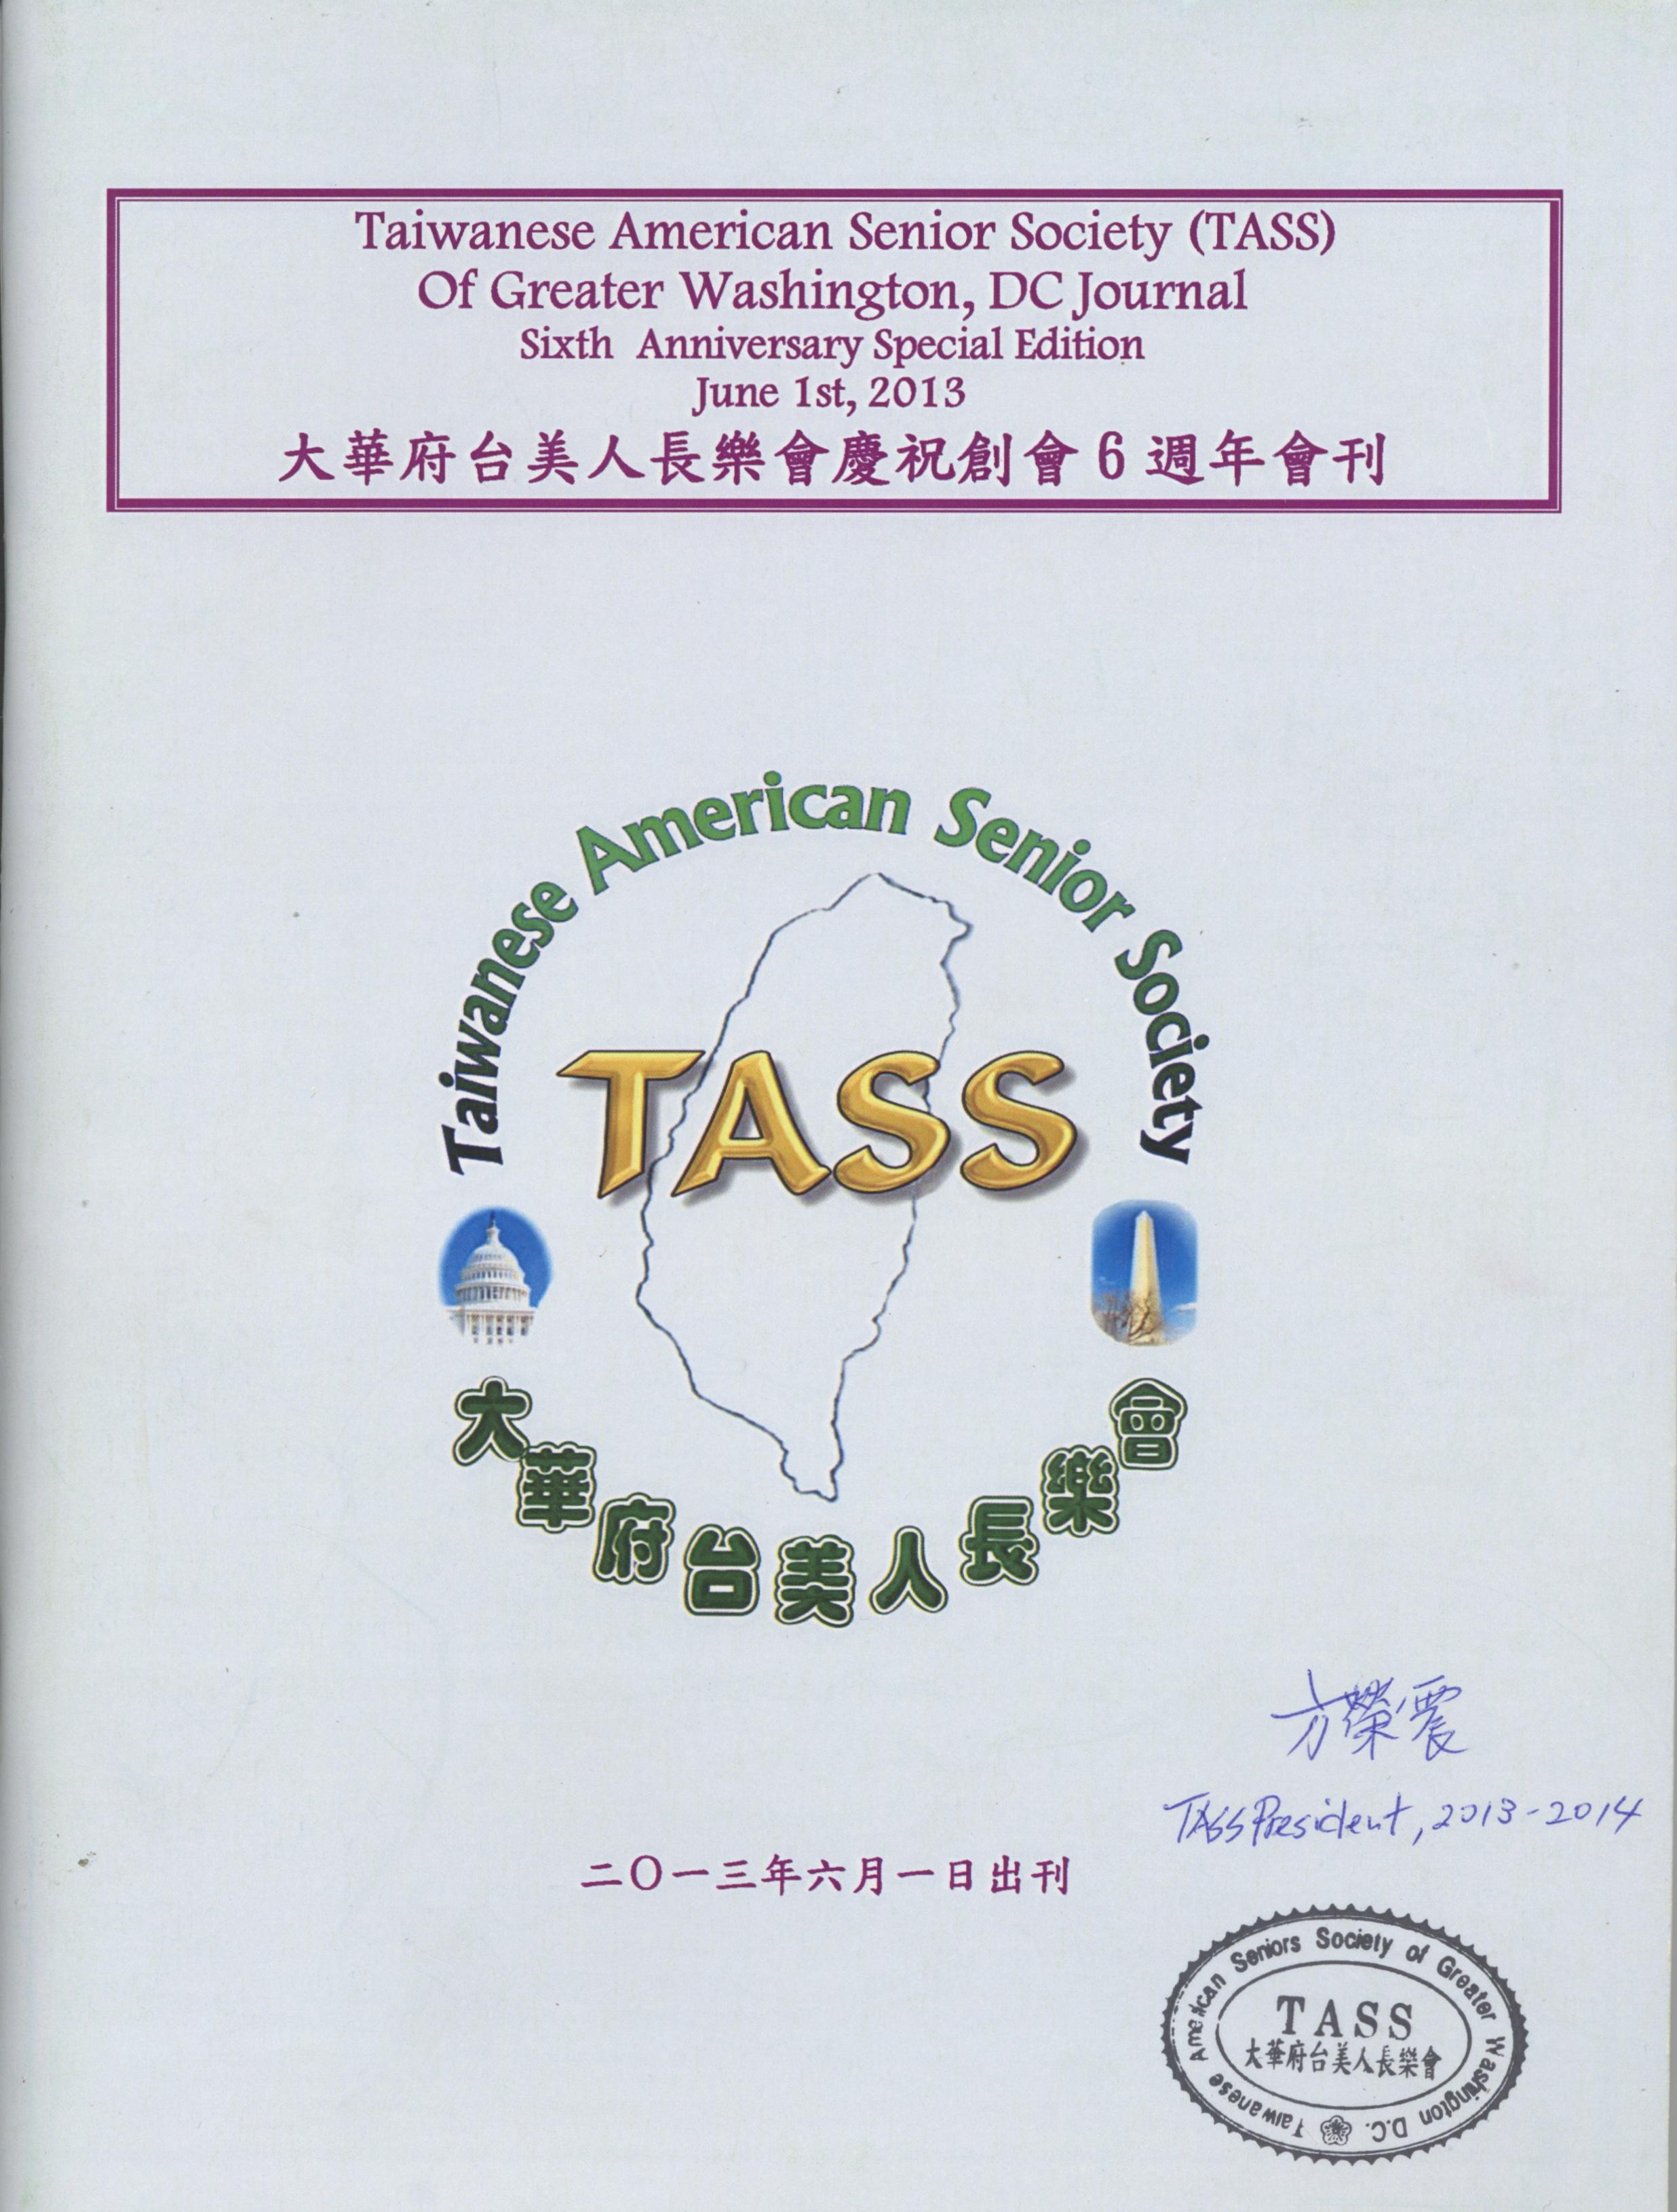 Taiwanese American Senior Society (TASS)
Of Greater Washington, DC Journal
Sixth Anniversary Special Edition
June 1st, 2013
大華府台美人長樂會慶祝創會6週年會刊
Taiwanese American Senior Society
TASS
大華府台美人長樂會
方榮震
TASS President, 2013-2014
二〇一三年六月一日出刊
Taiwanese American Seniors Society of Greater Washington D.C.
TASS
大華府台美人長樂會